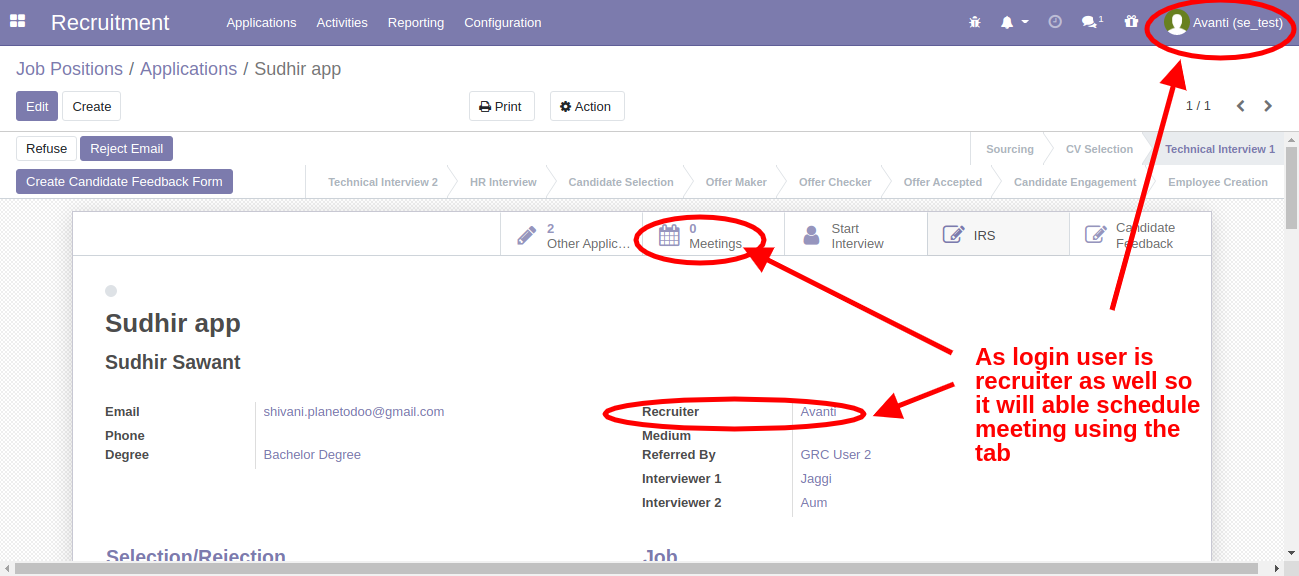 Recruitment Applications Activities Reporting Configuration 1 Avanti (se_test)
Job Positions / Applications / Sudhir app
Edit Create Print Action 1 / 1
Refuse Reject Email Sourcing CV Selection Technical Interview 1
Create Candidate Feedback Form Technical Interview 2 HR Interview Candidate Selection Offer Maker Offer Checker Offer Accepted Candidate Engagement Employee Creation
2
Other Applic...
0
Meetings
Start
Interview
IRS
Candidate
Feedback
Sudhir app
Sudhir Sawant
Email shivani.planetodoo@gmail.com
Phone
Degree Bachelor Degree
Recruiter Avanti
Medium
Referred By GRC User 2
Interviewer 1 Jaggi
Interviewer 2 Aum
As login user is
recruiter as well so
it will able schedule
meeting using the
tab
Selection/Rejection Job